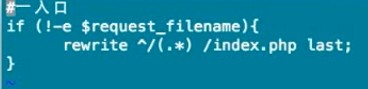 #一入口
if (!-e $request_filename){
        rewrite ^/(.*) /index.php last;
}
~